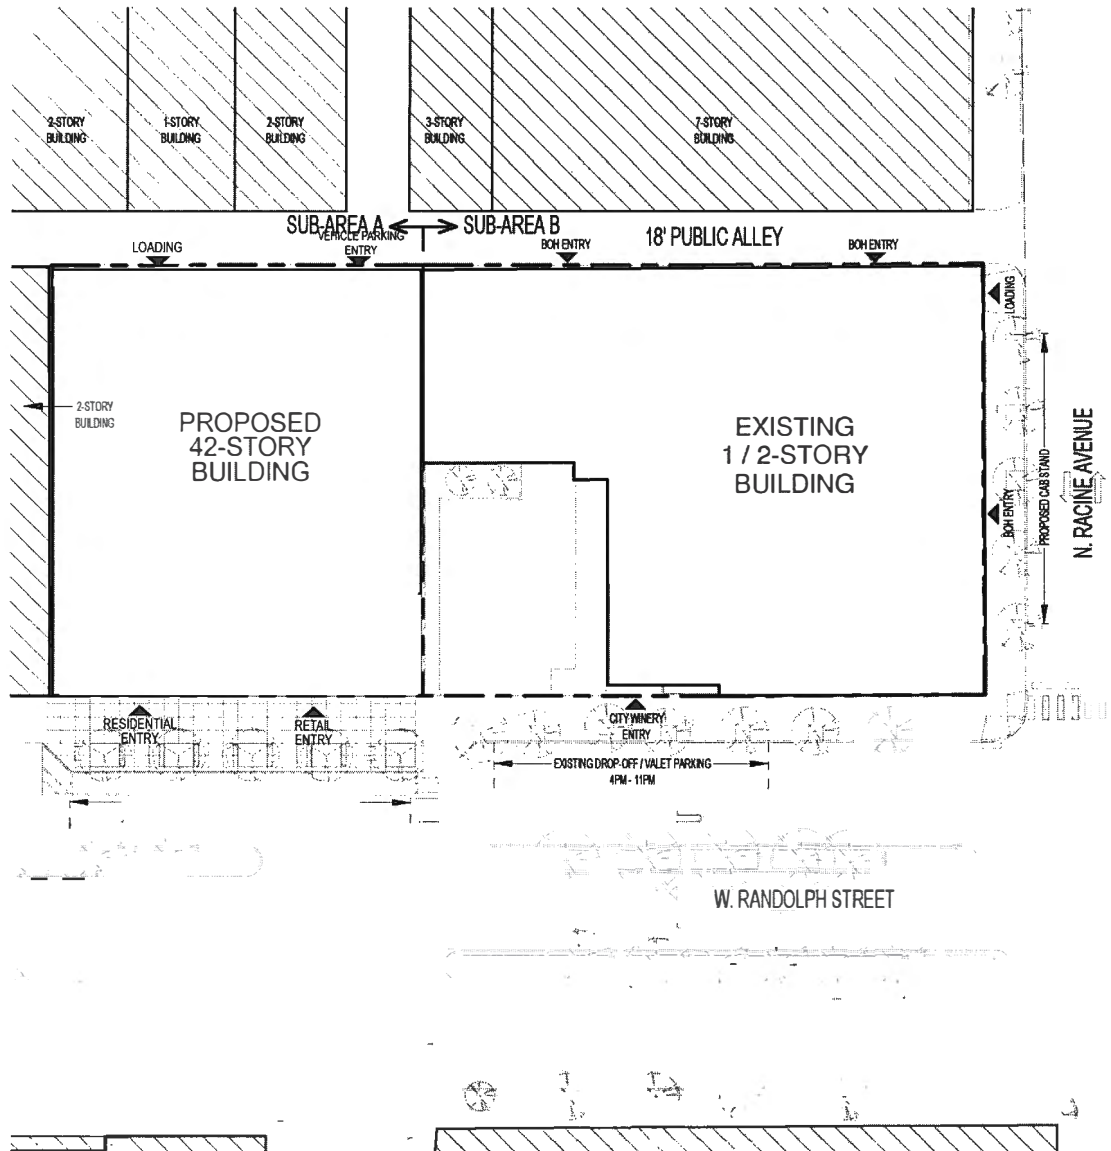 2-STORY
BUILDING
1-STORY
BUILDING
2-STORY
BUILDING
3-STORY
BUILDING
7-STORY
BUILDING
SUB-AREA A
SUB-AREA B
18' PUBLIC ALLEY
LOADING
VEHICLE PARKING
ENTRY
BOH ENTRY
BOH ENTRY
LOADING
2-STORY
BUILDING
PROPOSED
42-STORY
BUILDING
EXISTING
1 / 2-STORY
BUILDING
BOH ENTRY
PROPOSED CAB STAND
N. RACINE AVENUE
RESIDENTIAL
ENTRY
RETAIL
ENTRY
CITY WINERY
ENTRY
EXISTING DROP-OFF / VALET PARKING
4PM - 11PM
W. RANDOLPH STREET